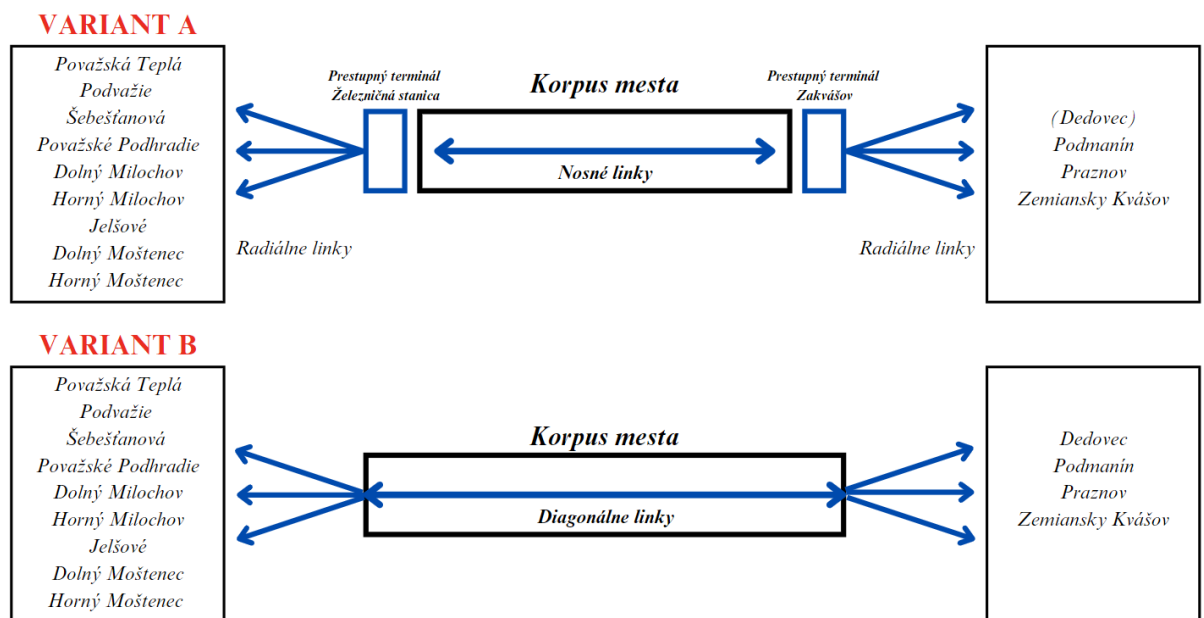 VARIANT A
Považská Teplá
Podvažie
Šebešťanová
Považské Podhradie
Dolný Milochov
Horný Milochov
Jelšové
Dolný Moštenec
Horný Moštenec
Radiálne linky
Prestupný terminál
Železničná stanica
Korpus mesta
Nosné linky
Prestupný terminál
Zakvášov
Radiálne linky
(Dedovec)
Podmanín
Praznov
Zemiansky Kvášov
VARIANT B
Považská Teplá
Podvažie
Šebešťanová
Považské Podhradie
Dolný Milochov
Horný Milochov
Jelšové
Dolný Moštenec
Horný Moštenec
Korpus mesta
Diagonálne linky
Dedovec
Podmanín
Praznov
Zemiansky Kvášov